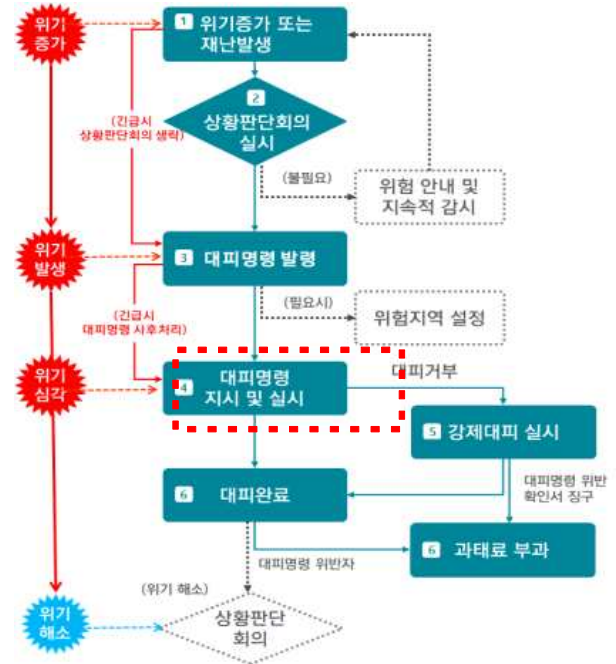 위기
증가
1 위기증가 또는
재난발생
2
상황판단회의
실시
(긴급시
상황판단회의 생략)
(불필요)
위험 안내 및
지속적 감시
위기
발생
3 대피명령 발령
(긴급시
대피명령 사후처리)
(필요시)
위험지역 설정
위기
심각
4 대피명령
지시 및 실시
대피거부
5 강제대피 실시
6 대피완료
대피명령 위반
확인서 징구
6 과태료 부과
대피명령 위반자
(위기 해소)
위기
해소
상황판단
회의